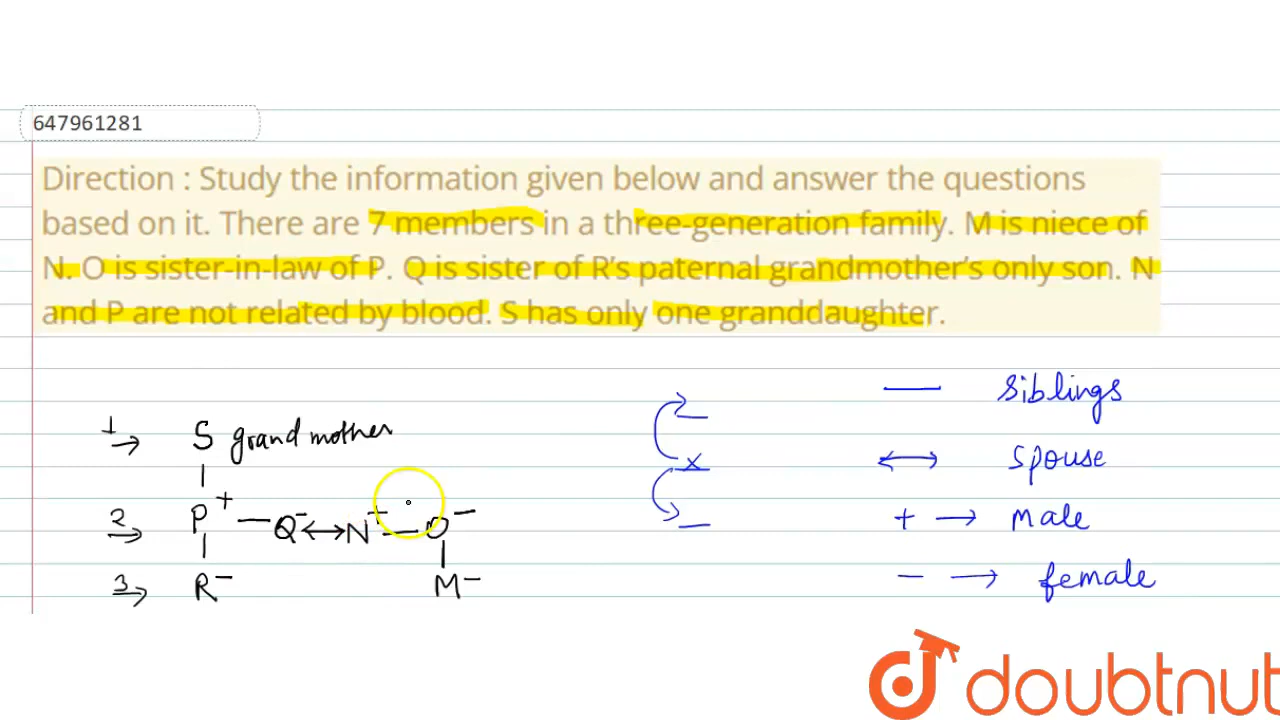 647961281
Direction : Study the information given below and answer the questions
based on it. There are 7 members in a three-generation family. M is niece of
N. O is sister-in-law of P. Q is sister of R's paternal grandmother's only son. N
and P are not related by blood. S has only one granddaughter.
— siblings
1→ S grandmother
↔ spouse
x
2→ P+ — Q- ↔ N+ — O-
+ → male
3→ R- M-
- → female
doubtnut